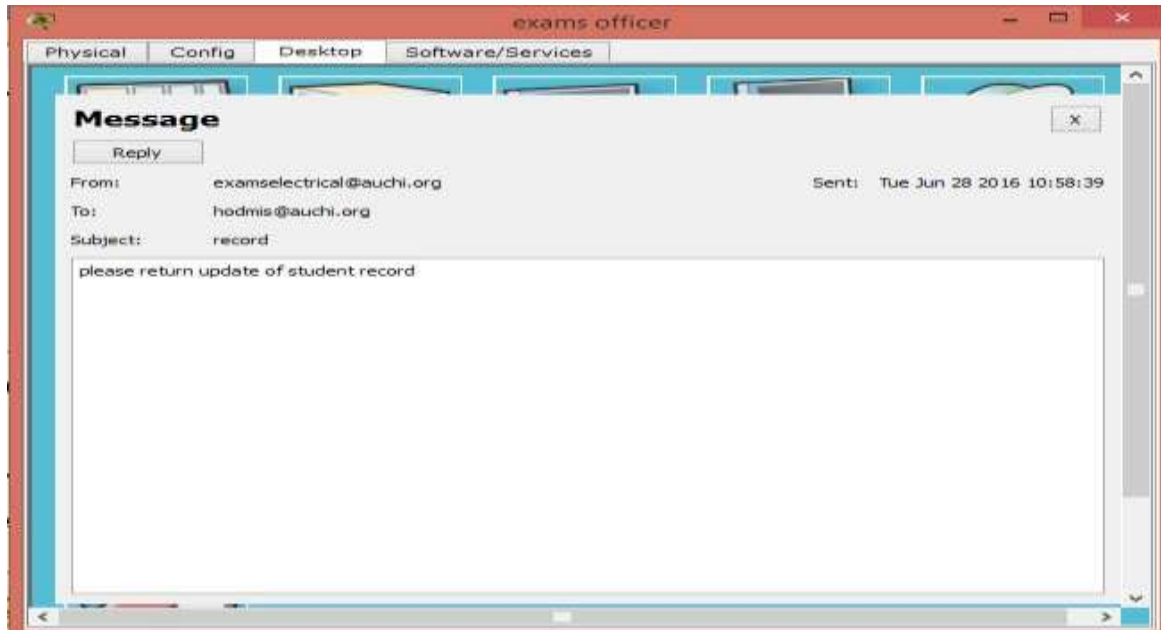 exams officer
Physical Config Desktop Software/Services
Message
x
Reply
From: examselectrical@auchi.org Sent: Tue Jun 28 2016 10:58:39
To: hodmis@auchi.org
Subject: record
please return update of student record